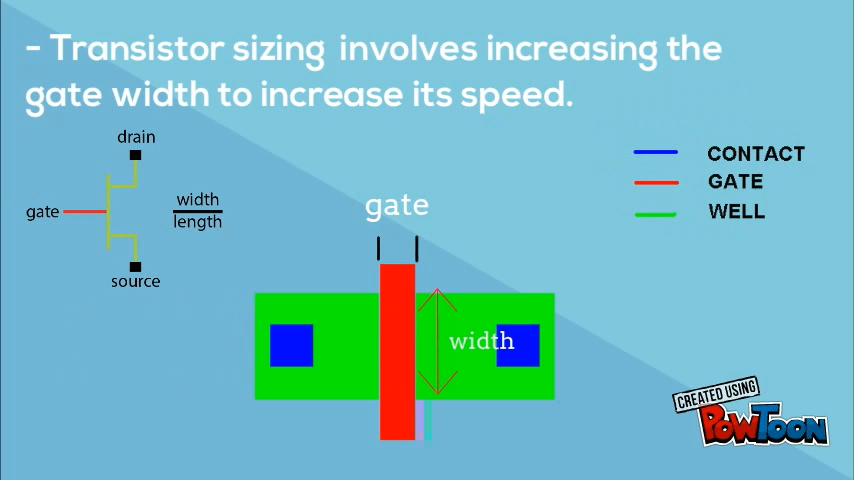 - Transistor sizing involves increasing the
gate width to increase its speed.
drain
gate
width
length
source
gate
width
CONTACT
GATE
WELL
CREATED USING
POWTOON